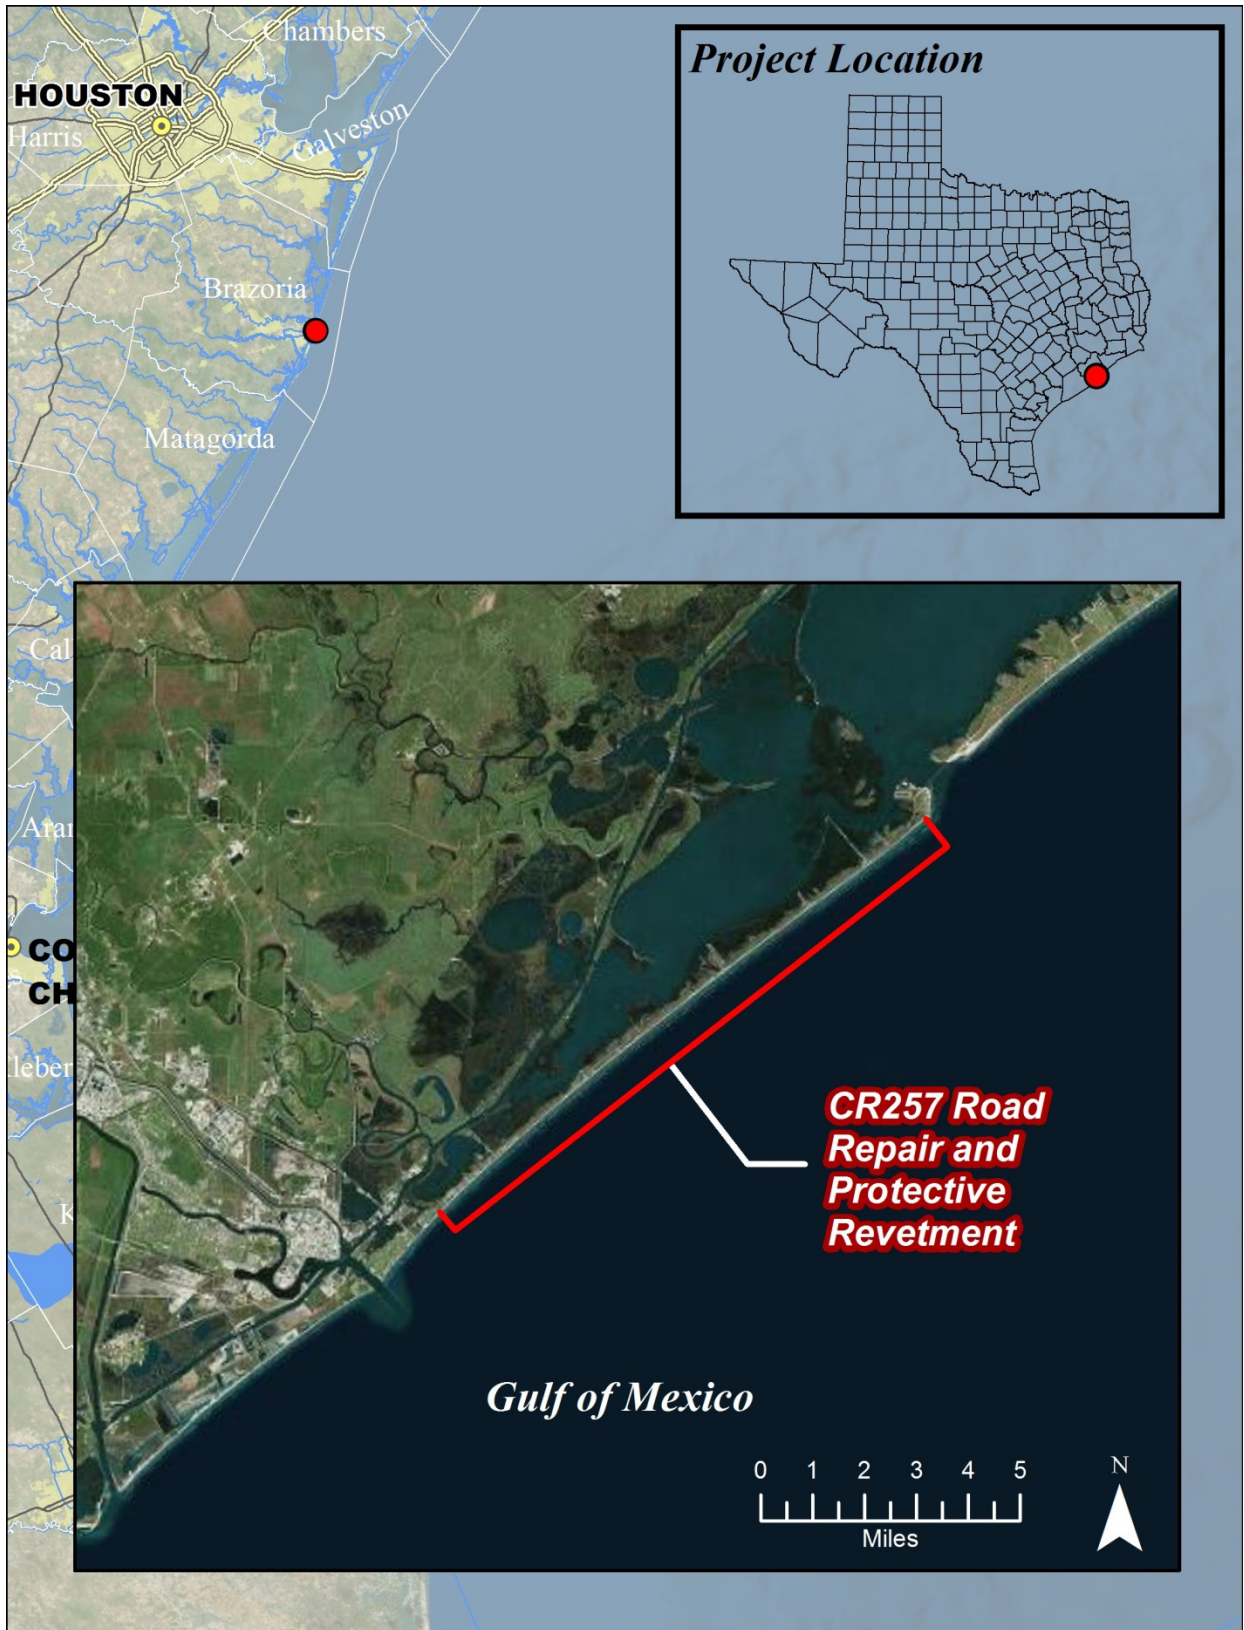 Chambers
HOUSTON
Harris
Galveston
Brazoria
Matagorda
Project Location
Cal
Aran
CO
CH
K
CR257 Road
Repair and
Protective
Revetment
Gulf of Mexico
0 1 2 3 4 5
Miles
N